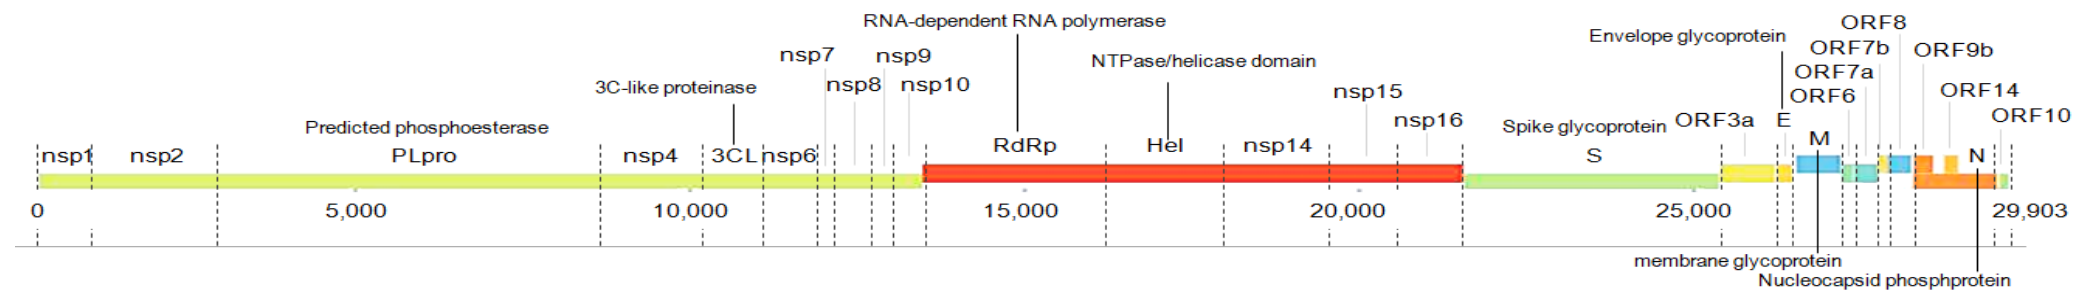 RNA-dependent RNA polymerase
ORF8
nsp7
nsp9
Envelope glycoprotein
ORF7b
ORF9b
NTPase/helicase domain
ORF7a
3C-like proteinase
nsp8
nsp10
nsp15
ORF6
ORF14
Predicted phosphoesterase
nsp16
Spike glycoprotein
ORF3a
E
ORF10
nsp1
nsp2
PLpro
nsp4
3CL
nsp6
RdRp
Hel
nsp14
S
M
N
0
5,000
10,000
15,000
20,000
25,000
29,903
membrane glycoprotein
Nucleocapsid phosphprotein